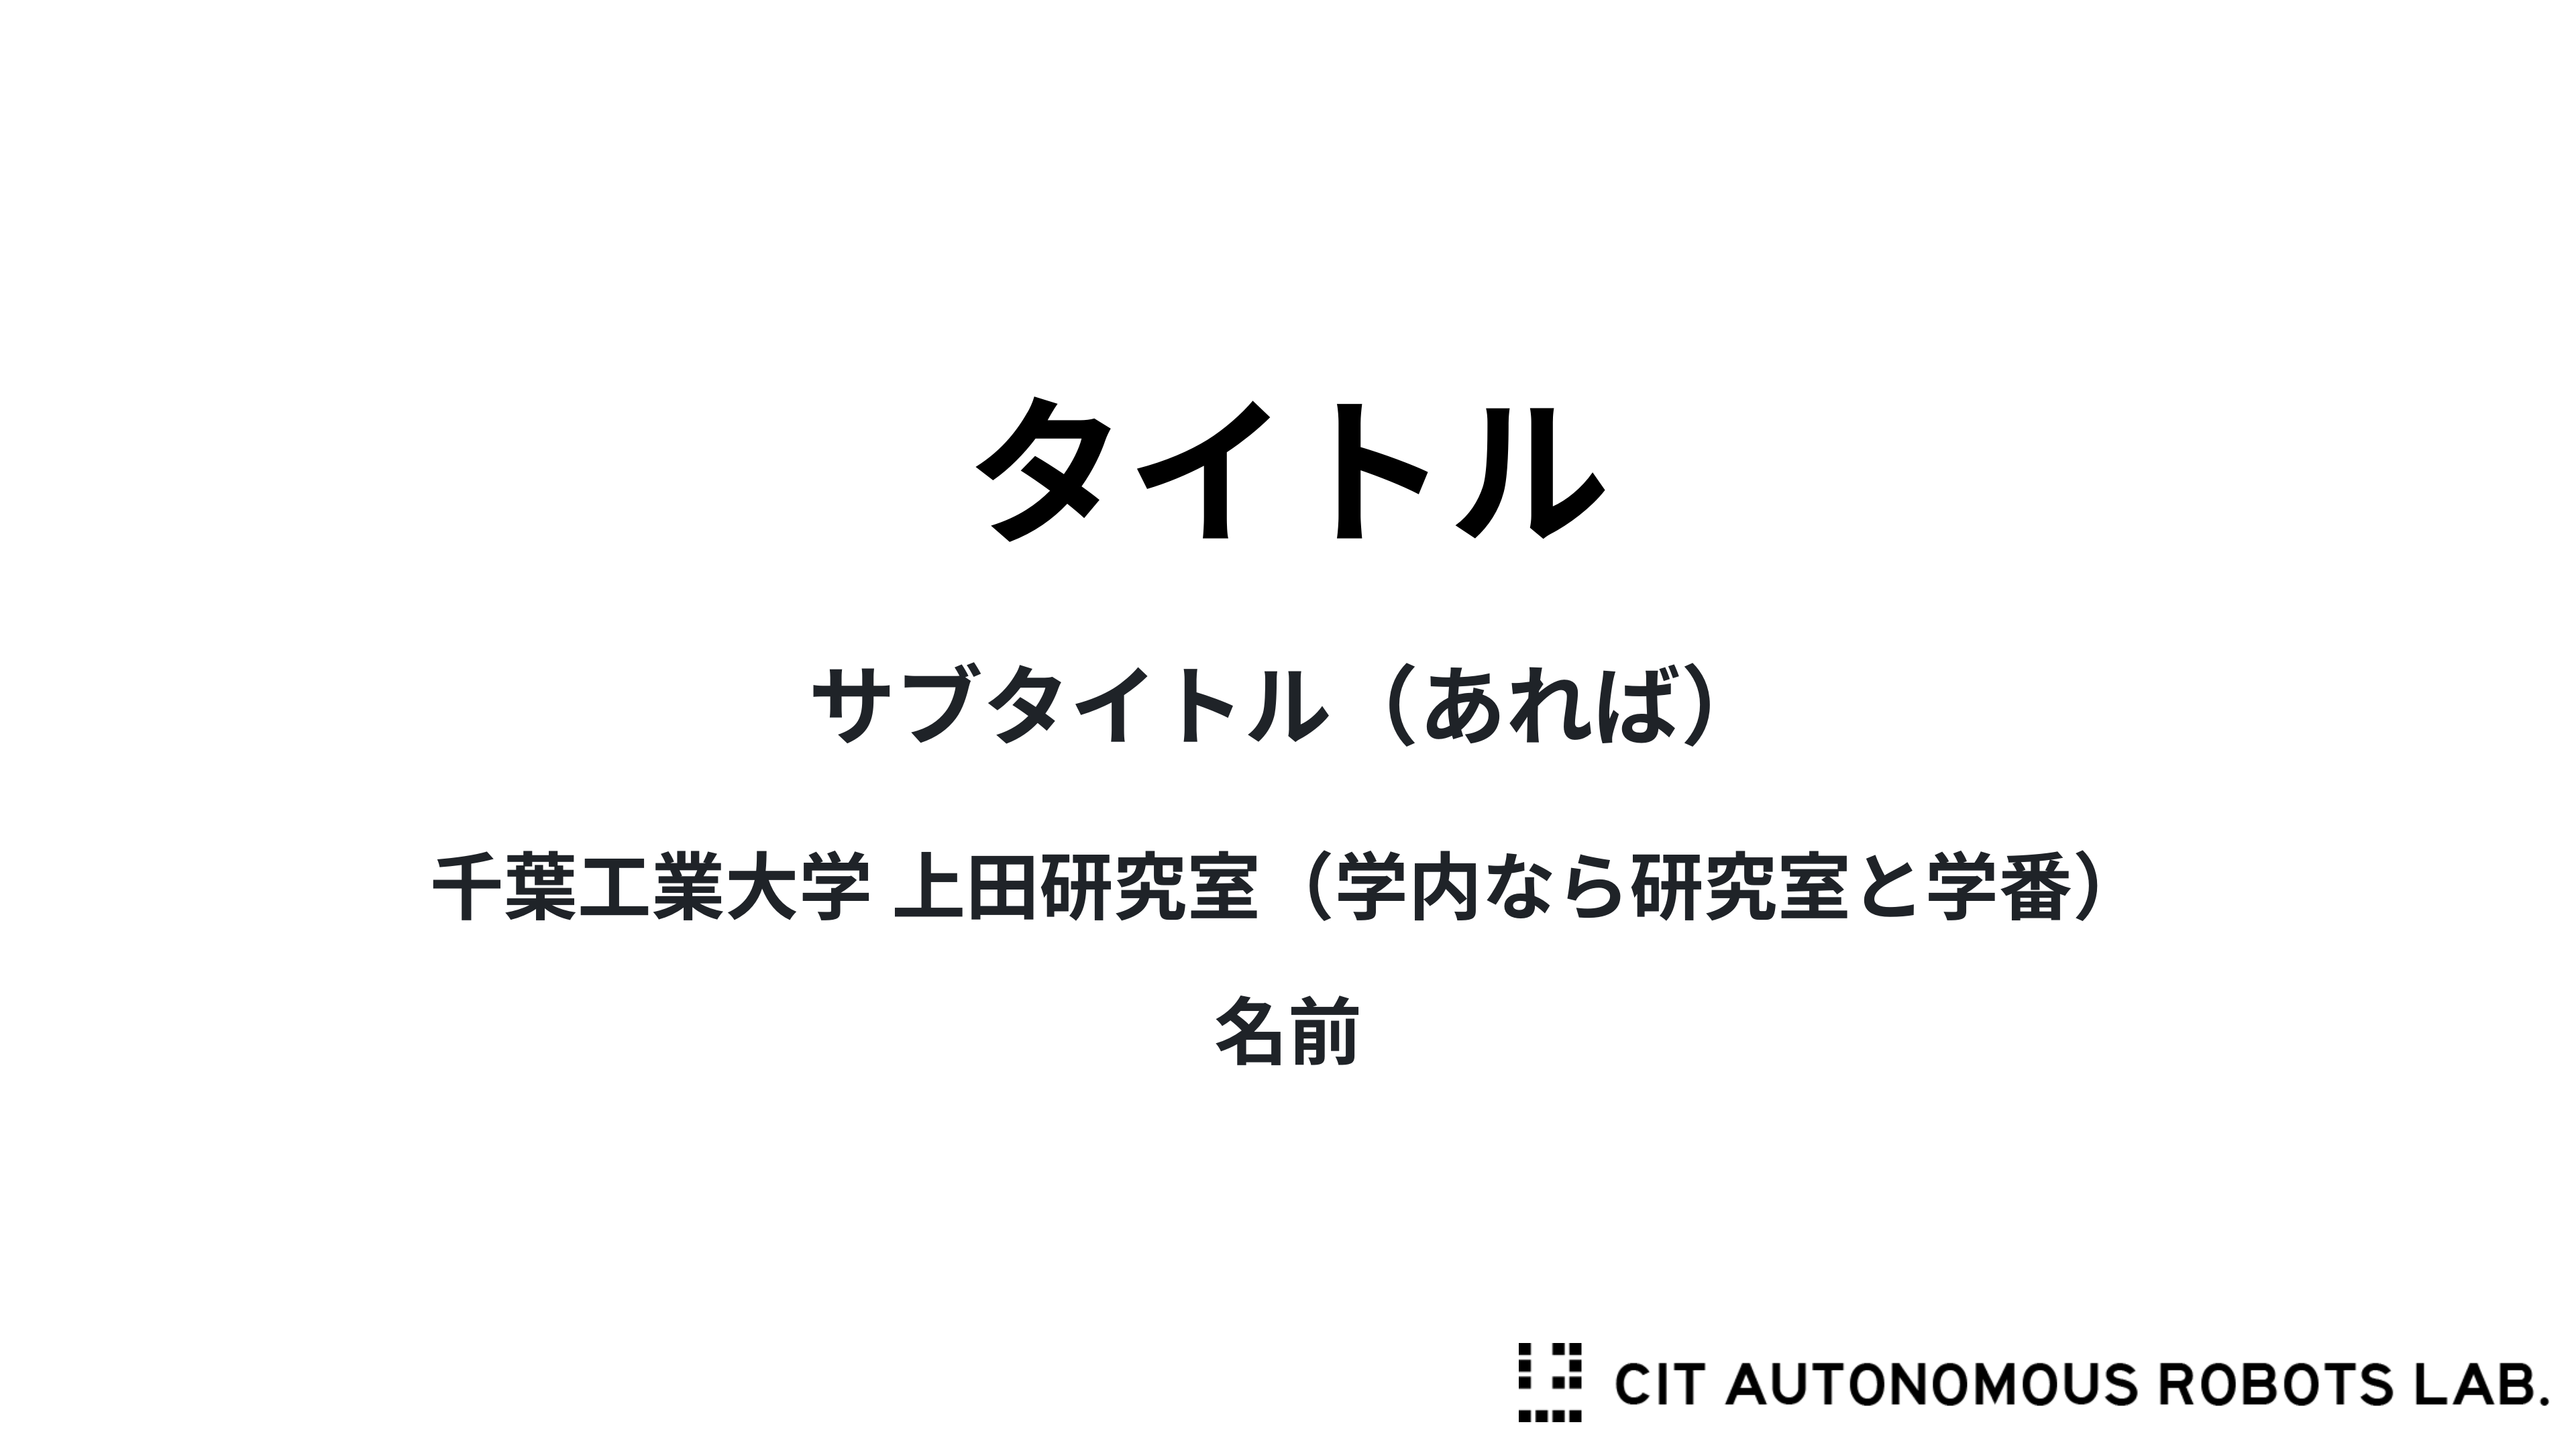 タイトル
サブタイトル（あれば）
千葉工業大学 上田研究室（学内なら研究室と学番）
名前
CIT AUTONOMOUS ROBOTS LAB.